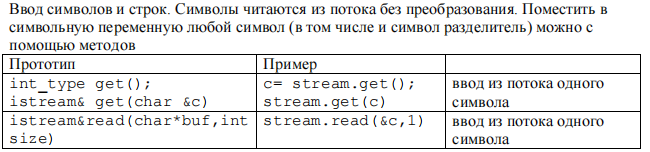 Ввод символов и строк. Символы читаются из потока без преобразования. Поместить в
символьную переменную любой символ (в том числе и символ разделитель) можно с
помощью методов
Прототип Пример
int_type get(); c= stream.get(); ввод из потока одного
istream& get(char &c) stream.get(c) символа
istream&read(char*buf,int stream.read(&c,1) ввод из потока одного
size) символа